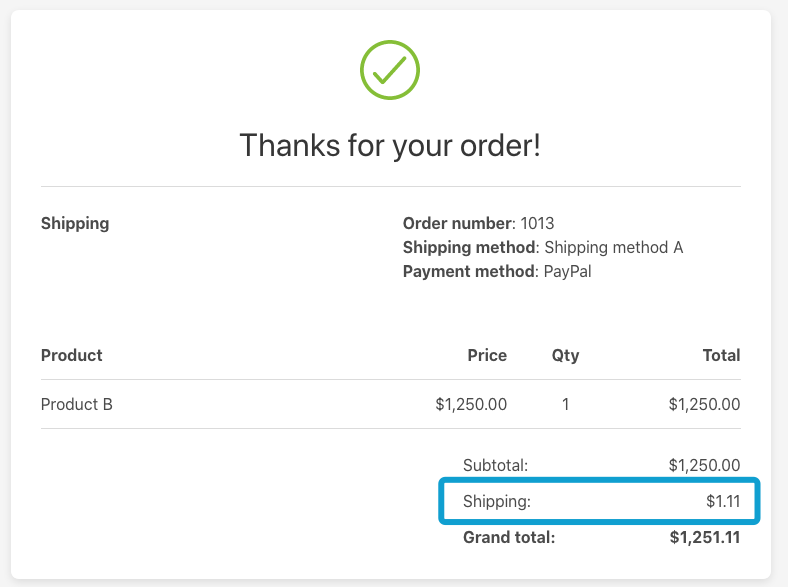 Thanks for your order!
Shipping
Order number: 1013
Shipping method: Shipping method A
Payment method: PayPal
Product Price Qty Total
Product B $1,250.00 1 $1,250.00
Subtotal: $1,250.00
Shipping: $1.11
Grand total: $1,251.11